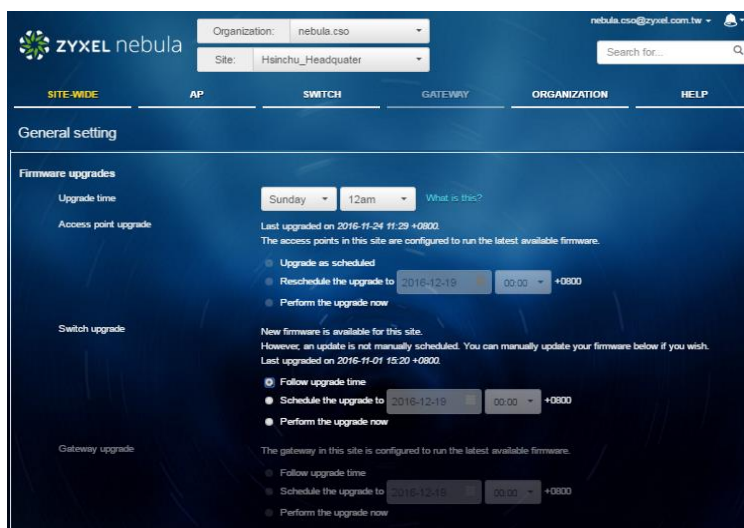 nebula.cso@zyxel.com.tw
ZYXEL nebula
Organization: nebula.cso
Site: Hsinchu_Headquater
Search for...
SITE-WIDE AP SWITCH GATEWAY ORGANIZATION HELP
General setting
Firmware upgrades
Upgrade time Sunday 12am What is this?
Access point upgrade Last upgraded on 2016-11-24 11:29 +0800.
The access points in this site are configured to run the latest available firmware.
Upgrade as scheduled
Reschedule the upgrade to 2016-12-19 00:00 +0800
Perform the upgrade now
Switch upgrade New firmware is available for this site.
However, an update is not manually scheduled. You can manually update your firmware below if you wish.
Last upgraded on 2016-11-01 15:20 +0800.
Follow upgrade time
Schedule the upgrade to 2016-12-19 00:00 +0800
Perform the upgrade now
Gateway upgrade The gateway in this site is configured to run the latest available firmware.
Follow upgrade time
Schedule the upgrade to 2016-12-19 00:00 +0800
Perform the upgrade now